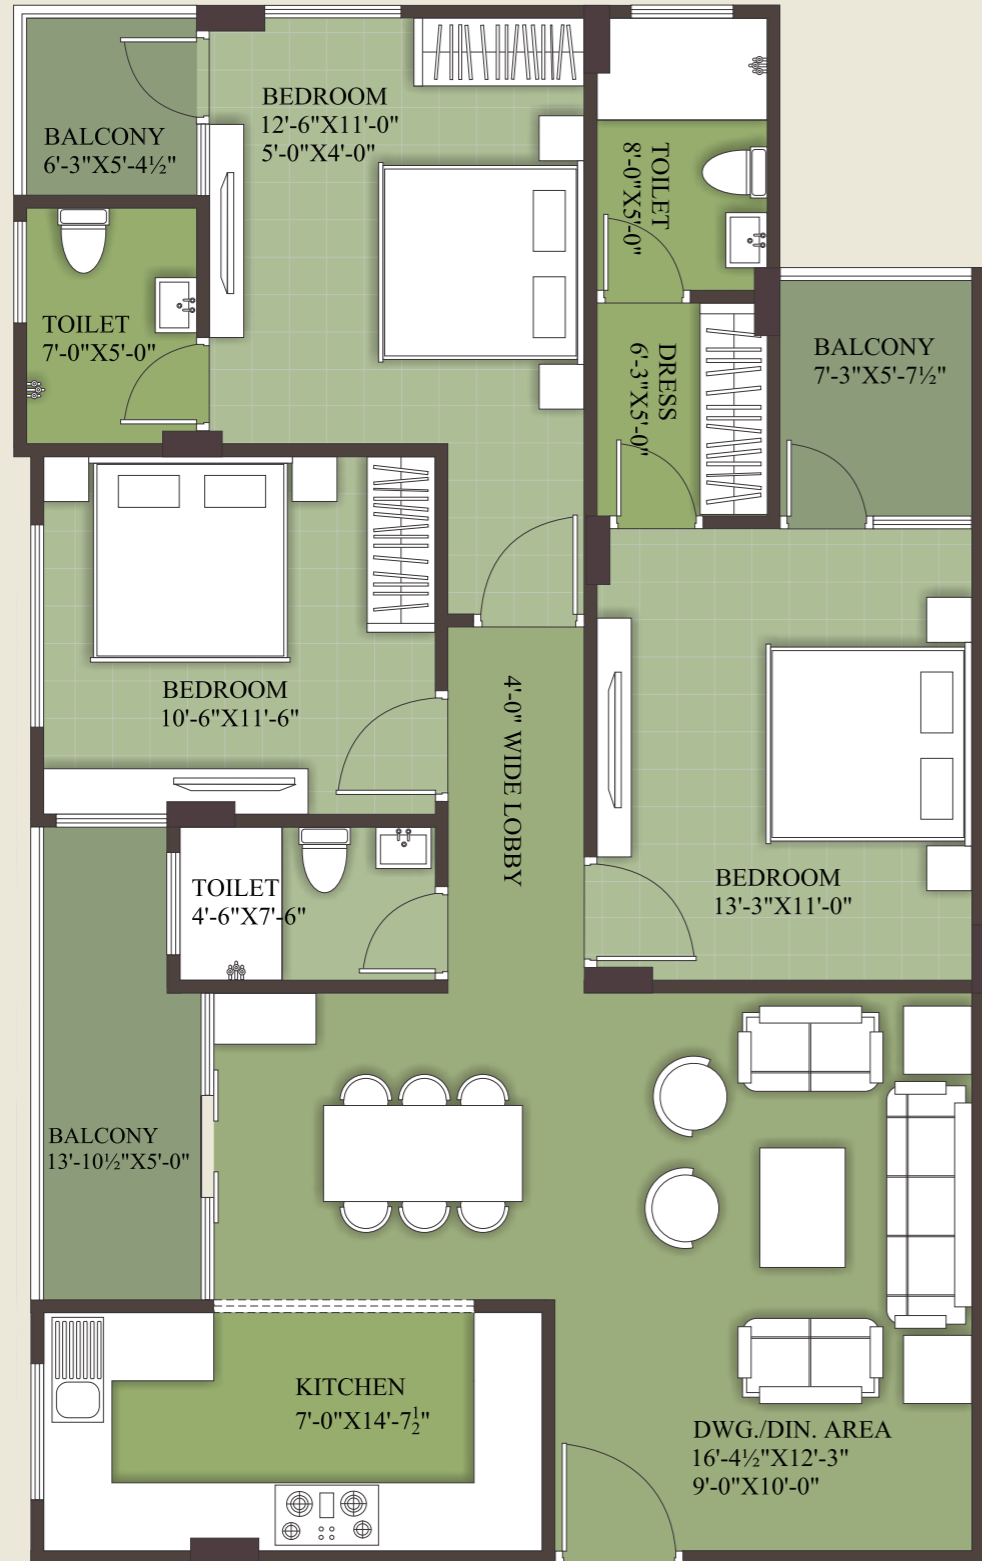 BEDROOM
12'-6"X11'-0"
5'-0"X4'-0"
BALCONY
6'-3"X5'-4½"
TOILET
8'-0"X5'-0"
TOILET
7'-0"X5'-0"
DRESS
6'-3"X5'-0"
BALCONY
7'-3"X5'-7½"
BEDROOM
10'-6"X11'-6"
4'-0" WIDE LOBBY
BEDROOM
13'-3"X11'-0"
TOILET
4'-6"X7'-6"
BALCONY
13'-10½"X5'-0"
KITCHEN
7'-0"X14'-7½"
DWG./DIN. AREA
16'-4½"X12'-3"
9'-0"X10'-0"